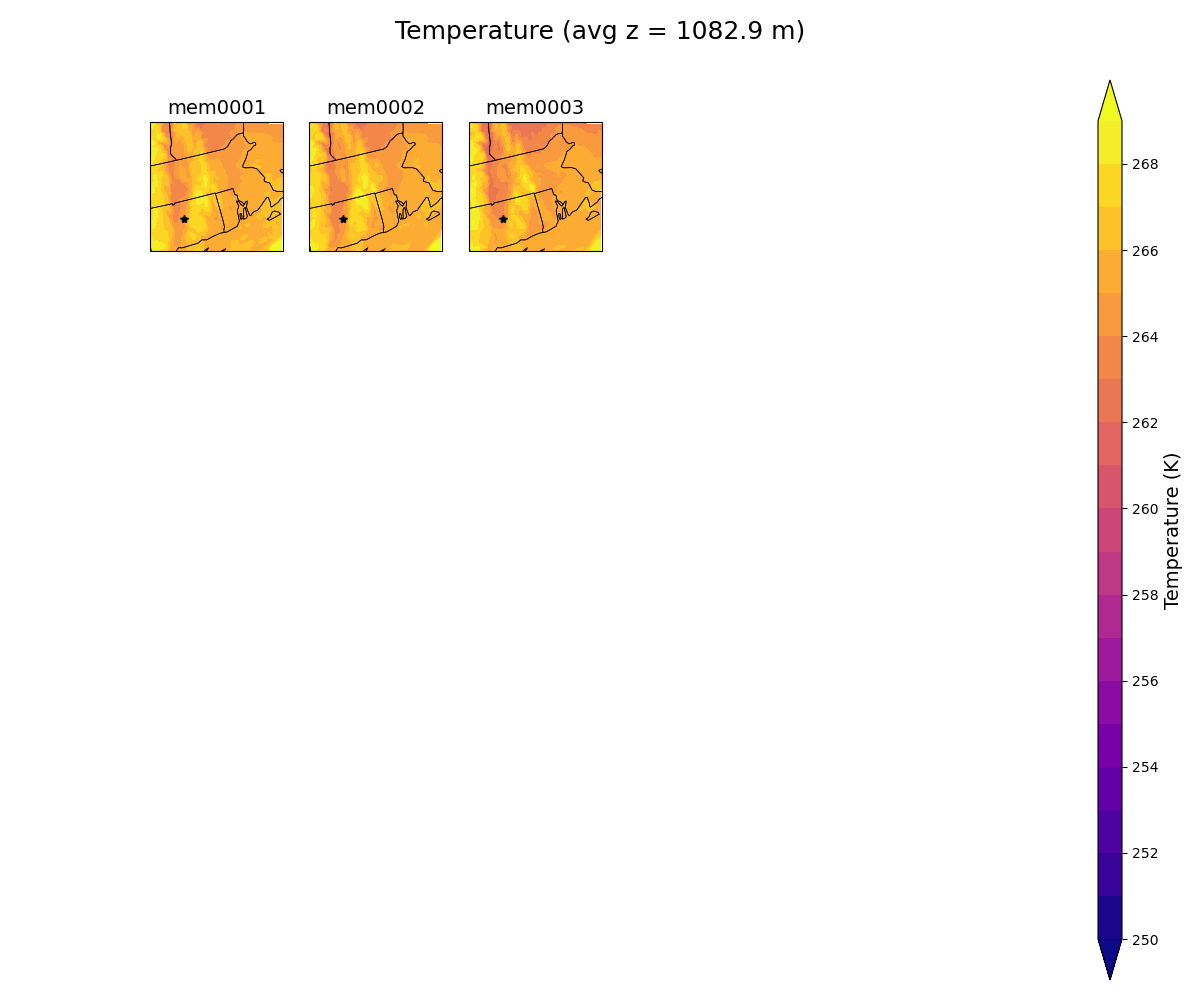 Temperature (avg z = 1082.9 m)
mem0001
mem0002
mem0003
268
266
264
262
260
258
256
254
252
250
Temperature (K)